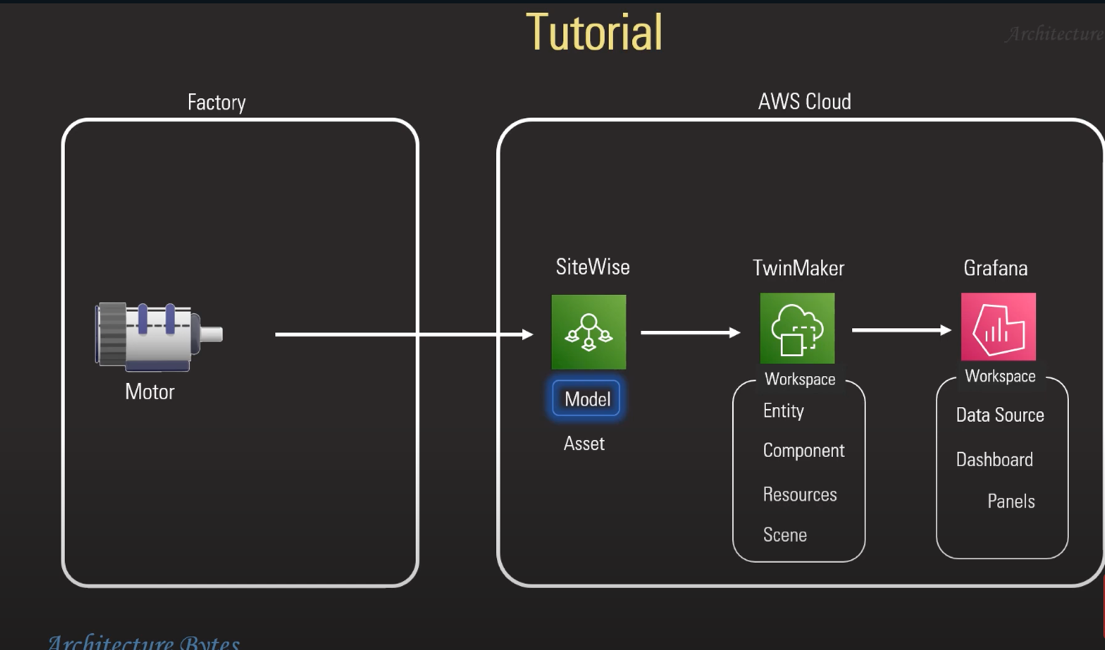 Tutorial
Architecture
Factory
AWS Cloud
SiteWise
TwinMaker
Grafana
Motor
Model
Asset
Workspace
Entity
Component
Resources
Scene
Workspace
Data Source
Dashboard
Panels
Architecture Bytes